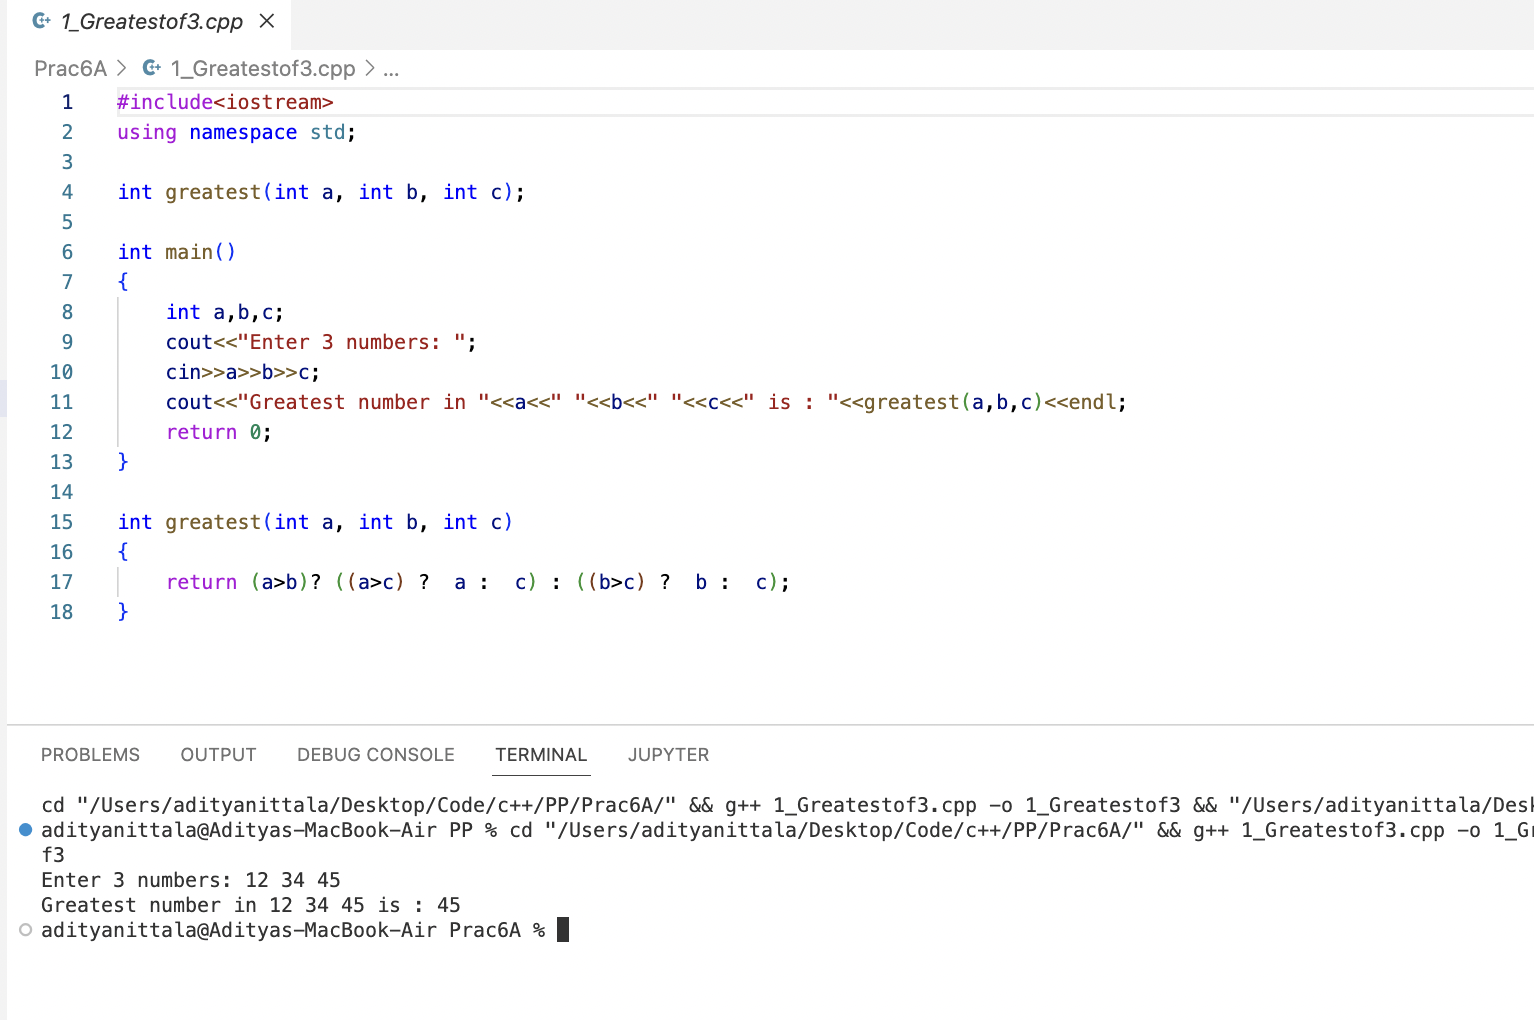 1_Greatestof3.cpp
Prac6A > 1_Greatestof3.cpp > ...
1 #include<iostream>
2 using namespace std;
3
4 int greatest(int a, int b, int c);
5
6 int main()
7 {
8     int a,b,c;
9     cout<<"Enter 3 numbers: ";
10     cin>>a>>b>>c;
11     cout<<"Greatest number in "<<a<<" "<<b<<" "<<c<<" is : "<<greatest(a,b,c)<<endl;
12     return 0;
13 }
14
15 int greatest(int a, int b, int c)
16 {
17     return (a>b)? ((a>c) ?  a :  c) : ((b>c) ?  b :  c);
18 }
PROBLEMS OUTPUT DEBUG CONSOLE TERMINAL JUPYTER
cd "/Users/adityanittala/Desktop/Code/c++/PP/Prac6A/" && g++ 1_Greatestof3.cpp -o 1_Greatestof3 && "/Users/adityanittala/Desk
adityanittala@Adityas-MacBook-Air PP % cd "/Users/adityanittala/Desktop/Code/c++/PP/Prac6A/" && g++ 1_Greatestof3.cpp -o 1_Gr
f3
Enter 3 numbers: 12 34 45
Greatest number in 12 34 45 is : 45
adityanittala@Adityas-MacBook-Air Prac6A %